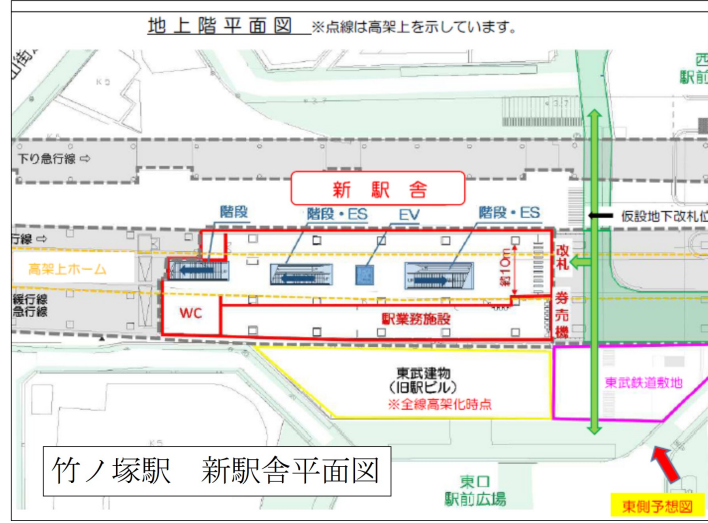 地上階平面図 ※点線は高架上を示しています。
西
駅前
下り急行線⇨
新駅舎
階段
階段・ES
EV
階段・ES
仮設地下改札位
行線⇨
高架上ホーム
改札
約10m
緩行線
急行線
WC
駅業務施設
券売機
東武建物
(旧駅ビル)
※全線高架化時点
東武鉄道敷地
竹ノ塚駅 新駅舎平面図
東口
駅前広場
東側予想図